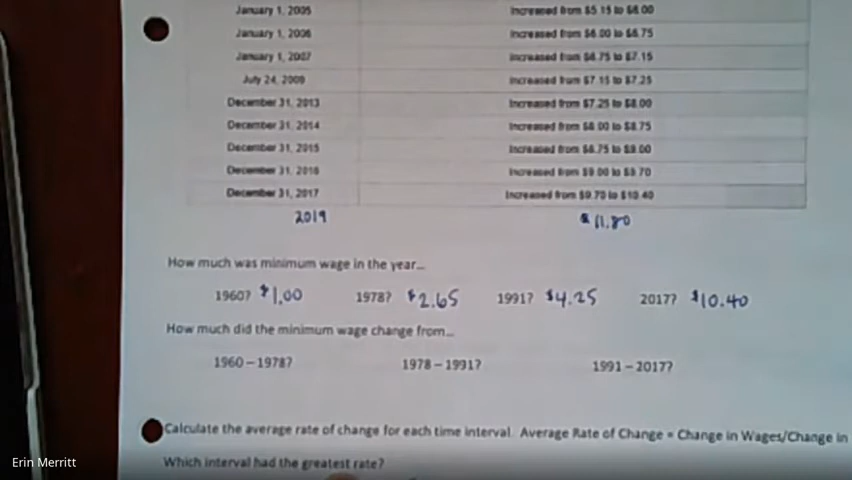 January 1, 2005 Increased from $5.15 to $6.00
January 1, 2006 Increased from $6.00 to $6.75
January 1, 2007 Increased from $6.75 to $7.15
July 24, 2009 Increased from $7.15 to $7.25
December 31, 2013 Increased from $7.25 to $8.00
December 31, 2014 Increased from $8.00 to $8.75
December 31, 2015 Increased from $8.75 to $9.00
December 31, 2016 Increased from $9.00 to $9.70
December 31, 2017 Increased from $9.70 to $10.40
2019 $11.80
How much was minimum wage in the year...
1960? $1.00 1978? $2.65 1991? $4.25 2017? $10.40
How much did the minimum wage change from...
1960 – 1978? 1978 – 1991? 1991 – 2017?
Calculate the average rate of change for each time interval. Average Rate of Change = Change in Wages/Change in
Which interval had the greatest rate?
Erin Merritt